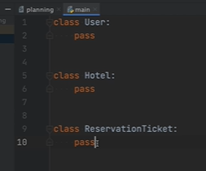 planning main
1 class User:
2 pass
3
4
5 class Hotel:
6 pass
7
8
9 class ReservationTicket:
10 pass